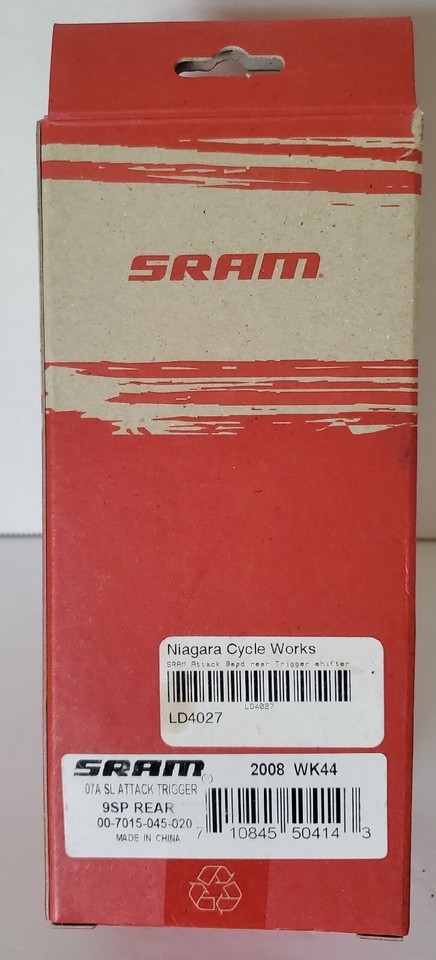 SRAM
Niagara Cycle Works
SRAM Attack 9spd rear Trigger shifter
LD4027
LD4027
SRAM
2008 WK44
07A SL ATTACK TRIGGER
9SP REAR
00-7015-045-020
MADE IN CHINA
7 10845 50414 3